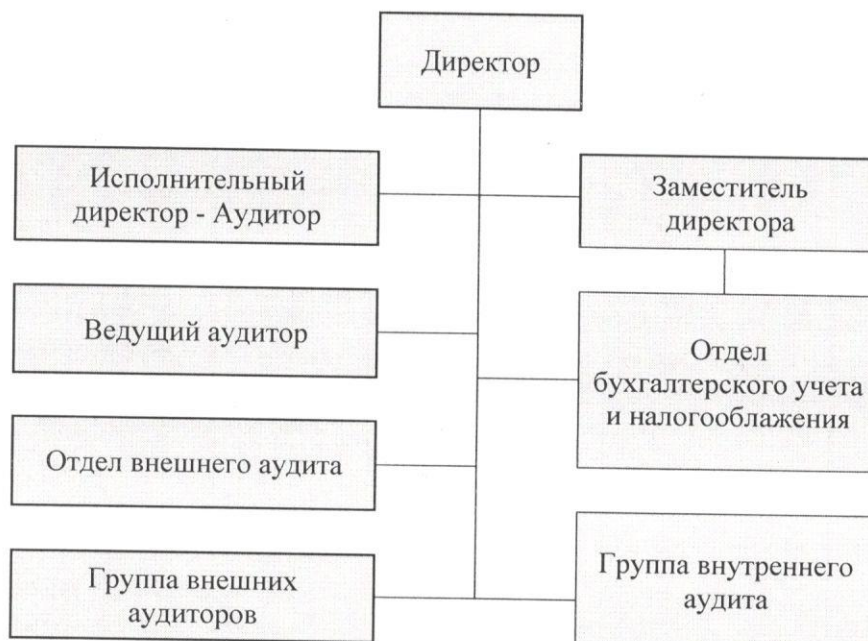 Директор
Исполнительный
директор - Аудитор
Заместитель
директора
Ведущий аудитор
Отдел
бухгалтерского учета
и налогооблажения
Отдел внешнего аудита
Группа внешних
аудиторов
Группа внутреннего
аудита